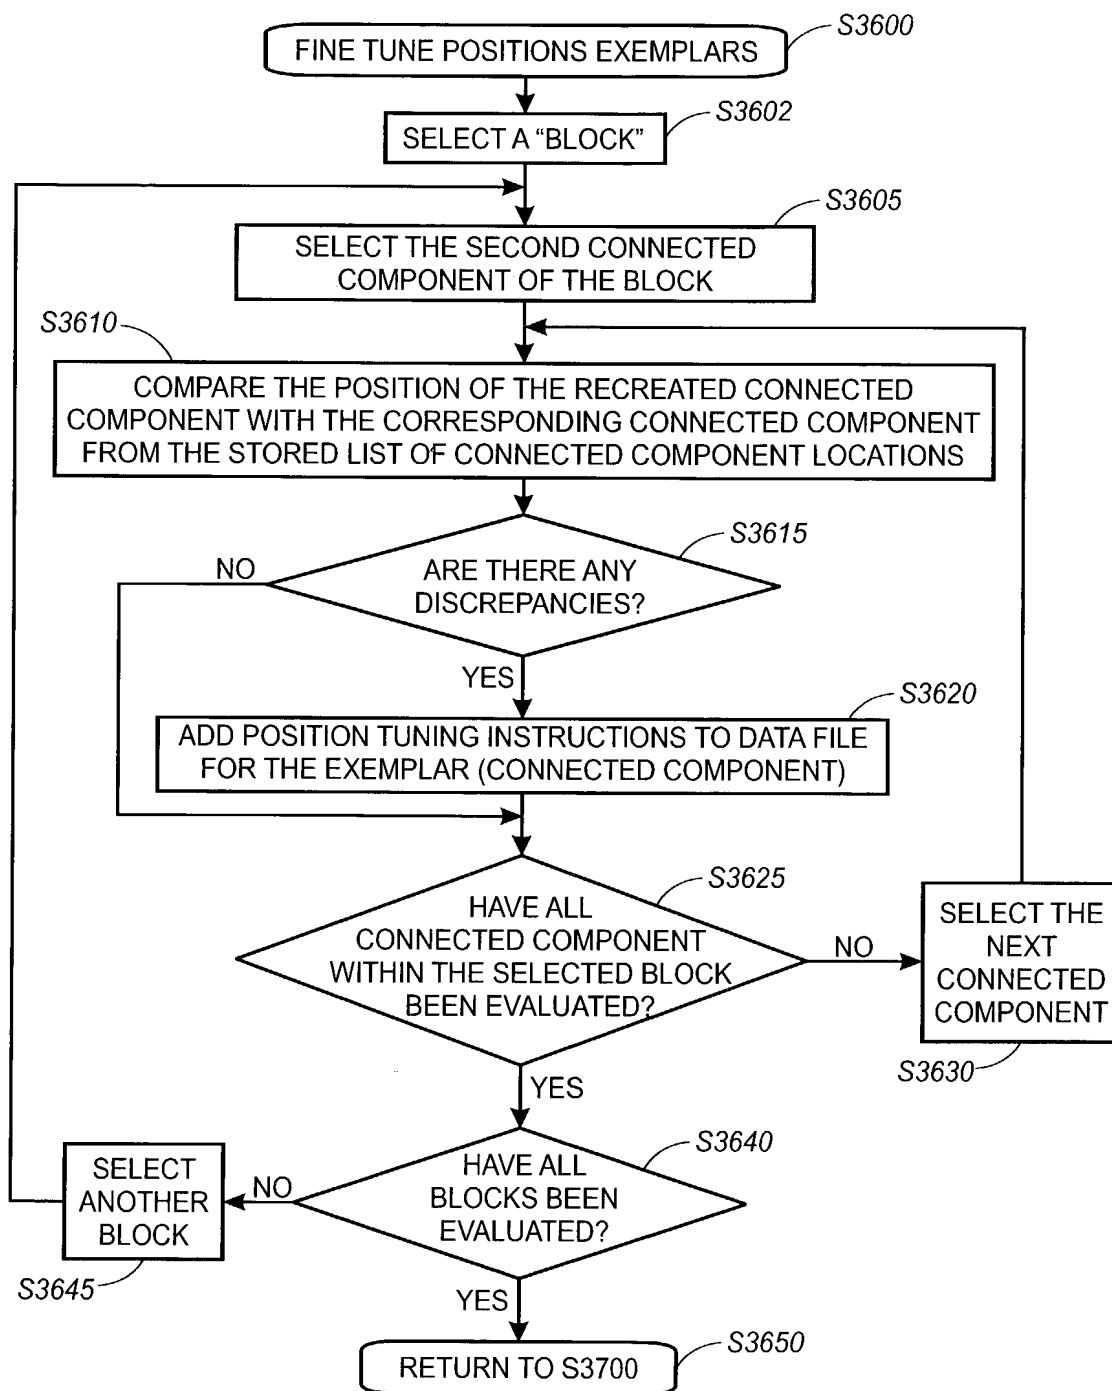 FINE TUNE POSITIONS EXEMPLARS
S3600
SELECT A “BLOCK”
S3602
S3605
SELECT THE SECOND CONNECTED
COMPONENT OF THE BLOCK
S3610
COMPARE THE POSITION OF THE RECREATED CONNECTED
COMPONENT WITH THE CORRESPONDING CONNECTED COMPONENT
FROM THE STORED LIST OF CONNECTED COMPONENT LOCATIONS
S3615
NO
ARE THERE ANY
DISCREPANCIES?
YES
S3620
ADD POSITION TUNING INSTRUCTIONS TO DATA FILE
FOR THE EXEMPLAR (CONNECTED COMPONENT)
S3625
HAVE ALL
CONNECTED COMPONENT
WITHIN THE SELECTED BLOCK
BEEN EVALUATED?
NO
SELECT THE
NEXT
CONNECTED
COMPONENT
S3630
YES
S3640
HAVE ALL
BLOCKS BEEN
EVALUATED?
NO
SELECT
ANOTHER
BLOCK
S3645
YES
S3650
RETURN TO S3700